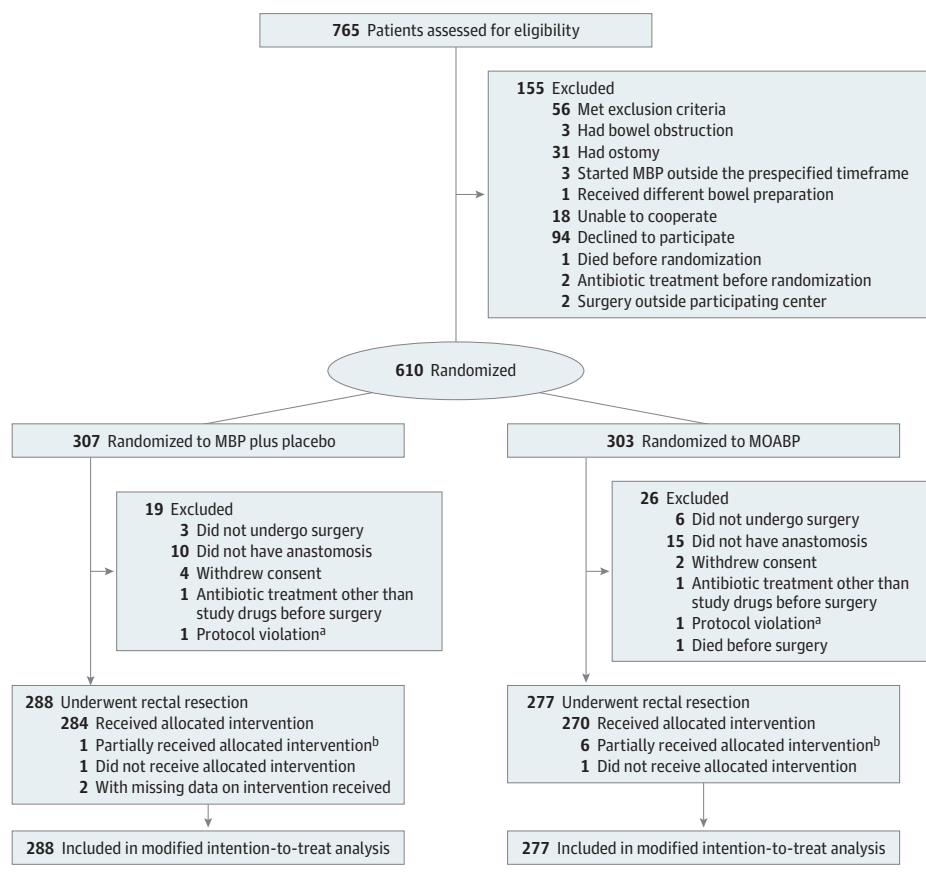 765 Patients assessed for eligibility
155 Excluded
56 Met exclusion criteria
3 Had bowel obstruction
31 Had ostomy
3 Started MBP outside the prespecified timeframe
1 Received different bowel preparation
18 Unable to cooperate
94 Declined to participate
1 Died before randomization
2 Antibiotic treatment before randomization
2 Surgery outside participating center
610 Randomized
307 Randomized to MBP plus placebo
303 Randomized to MOABP
19 Excluded
3 Did not undergo surgery
10 Did not have anastomosis
4 Withdrew consent
1 Antibiotic treatment other than
study drugs before surgery
1 Protocol violationa
26 Excluded
6 Did not undergo surgery
15 Did not have anastomosis
2 Withdrew consent
1 Antibiotic treatment other than
study drugs before surgery
1 Protocol violationa
1 Died before surgery
288 Underwent rectal resection
284 Received allocated intervention
1 Partially received allocated interventionb
1 Did not receive allocated intervention
2 With missing data on intervention received
277 Underwent rectal resection
270 Received allocated intervention
6 Partially received allocated interventionb
1 Did not receive allocated intervention
288 Included in modified intention-to-treat analysis
277 Included in modified intention-to-treat analysis